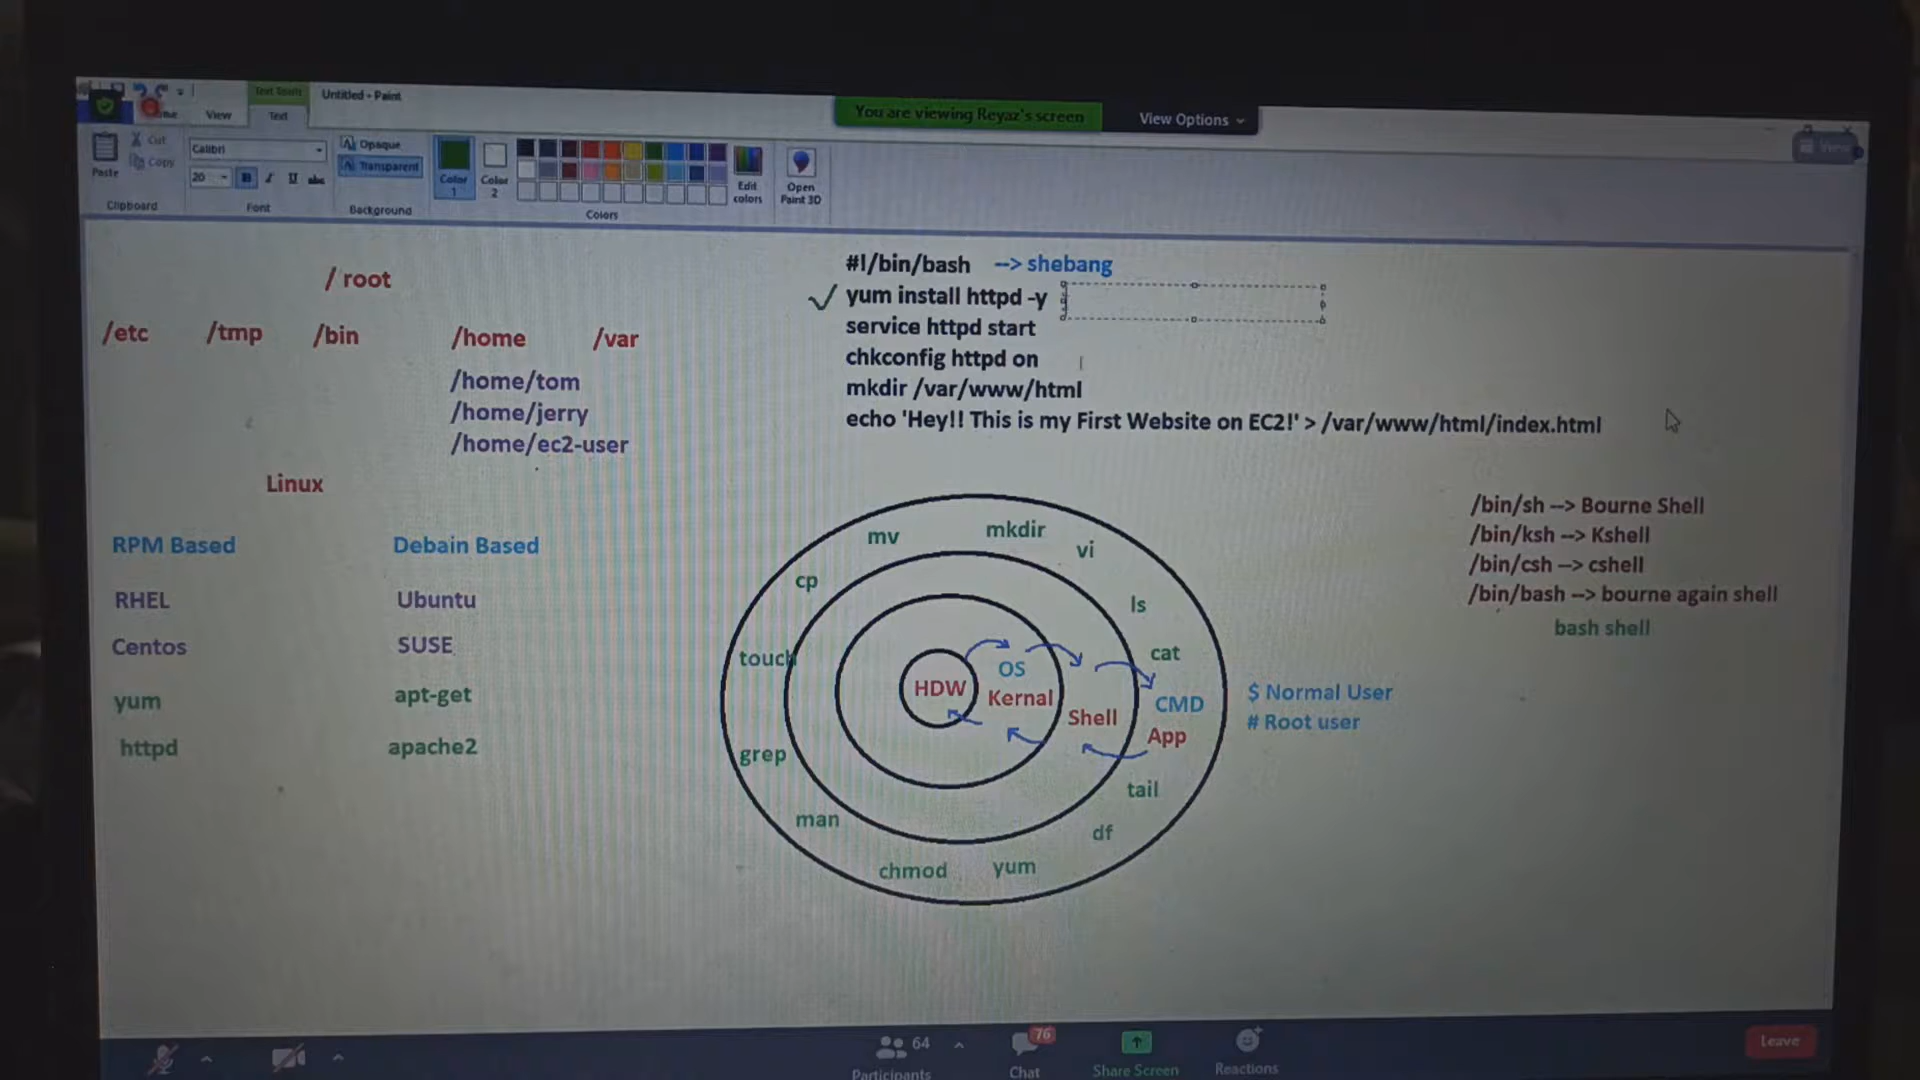 Untitled - Paint
Text Tools
View
Text
You are viewing Reyaz's screen
View Options
Cut
Copy
Paste
Clipboard
Calibri
20
Font
Opaque
Transparent
Background
Color 1
Color 2
Colors
Edit colors
Open Paint 3D
/ root
/etc /tmp /bin /home /var
/home/tom
/home/jerry
/home/ec2-user
#!/bin/bash --> shebang
yum install httpd -y
service httpd start
chkconfig httpd on
mkdir /var/www/html
echo 'Hey!! This is my First Website on EC2!' > /var/www/html/index.html
Linux
RPM Based Debain Based
RHEL Ubuntu
Centos SUSE
yum apt-get
httpd apache2
mv
mkdir
vi
cp
ls
touch
cat
HDW
OS
Kernal
Shell
CMD
App
grep
tail
man
df
chmod
yum
/bin/sh --> Bourne Shell
/bin/ksh --> Kshell
/bin/csh --> cshell
/bin/bash --> bourne again shell
bash shell
$ Normal User
# Root user
64
Participants
76
Chat
Share Screen
Reactions
Leave